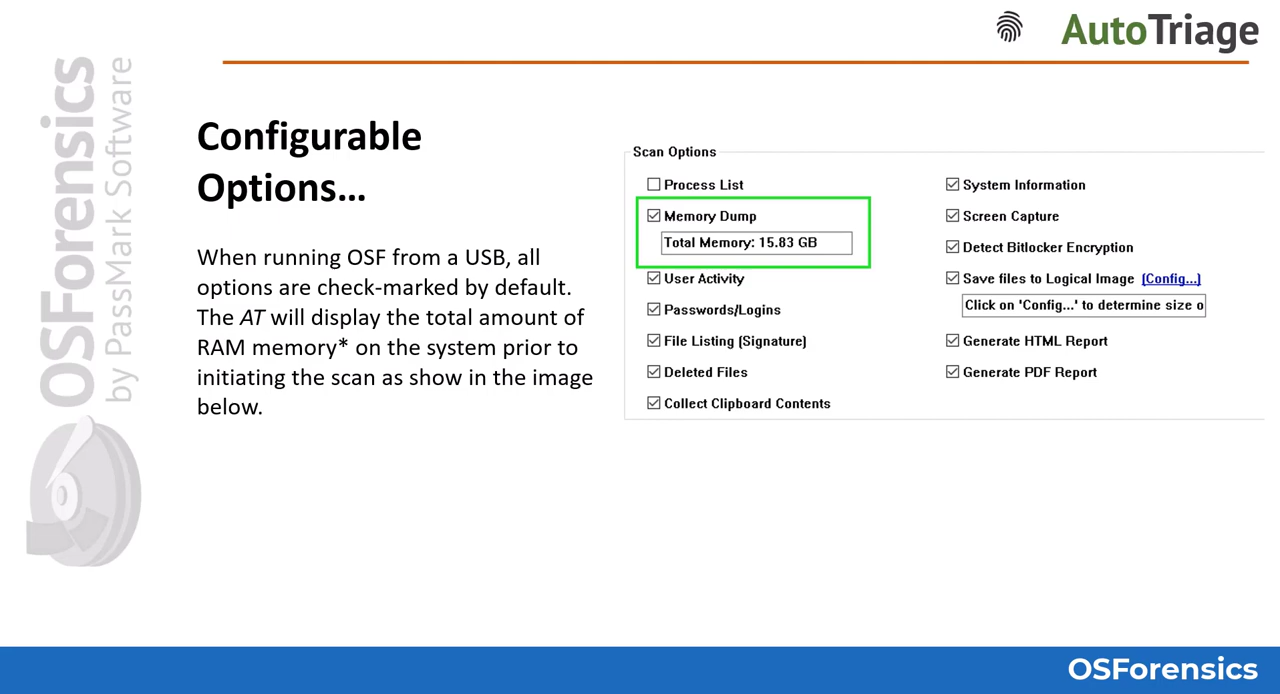 AutoTriage
OSForensics
by PassMark Software
Configurable
Options...
When running OSF from a USB, all
options are check-marked by default.
The AT will display the total amount of
RAM memory* on the system prior to
initiating the scan as show in the image
below.
Scan Options
Process List
Memory Dump
Total Memory: 15.83 GB
User Activity
Passwords/Logins
File Listing (Signature)
Deleted Files
Collect Clipboard Contents
System Information
Screen Capture
Detect Bitlocker Encryption
Save files to Logical Image (Config...)
Click on 'Config...' to determine size o
Generate HTML Report
Generate PDF Report
OSForensics